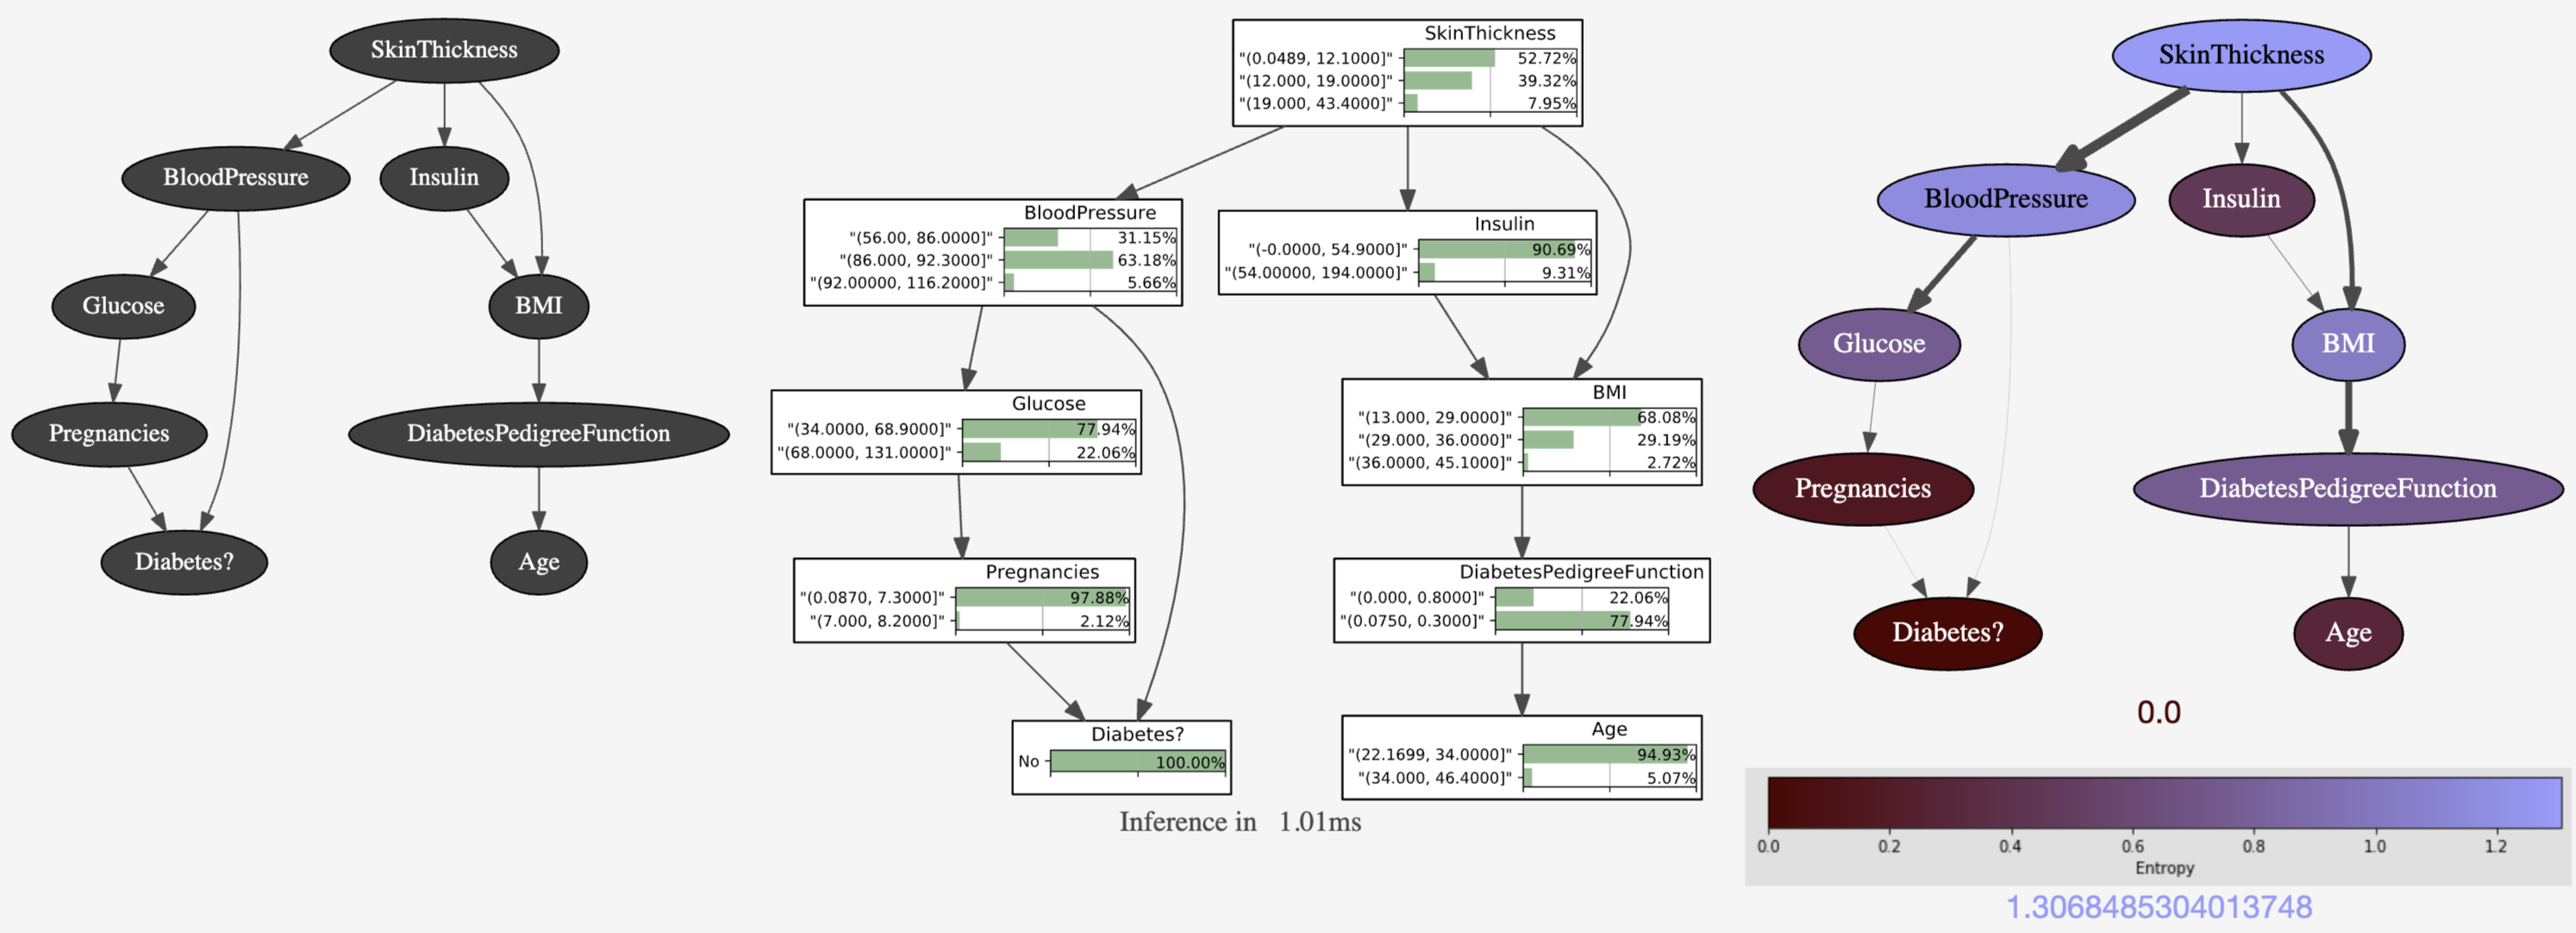 SkinThickness
BloodPressure
Insulin
Glucose
BMI
Pregnancies
DiabetesPedigreeFunction
Diabetes?
Age
SkinThickness
"(0.0489, 12.1000]" 52.72%
"(12.000, 19.0000]" 39.32%
"(19.000, 43.4000]" 7.95%
BloodPressure
"(56.00, 86.0000]" 31.15%
"(86.000, 92.3000]" 63.18%
"(92.00000, 116.2000]" 5.66%
Insulin
"(-0.0000, 54.9000]" 90.69%
"(54.00000, 194.0000]" 9.31%
Glucose
"(34.0000, 68.9000]" 77.94%
"(68.0000, 131.0000]" 22.06%
BMI
"(13.000, 29.0000]" 68.08%
"(29.000, 36.0000]" 29.19%
"(36.0000, 45.1000]" 2.72%
Pregnancies
"(0.0870, 7.3000]" 97.88%
"(7.000, 8.2000]" 2.12%
DiabetesPedigreeFunction
"(0.000, 0.8000]" 22.06%
"(0.0750, 0.3000]" 77.94%
Diabetes?
No 100.00%
Age
"(22.1699, 34.0000]" 94.93%
"(34.000, 46.4000]" 5.07%
Inference in 1.01ms
SkinThickness
BloodPressure
Insulin
Glucose
BMI
Pregnancies
DiabetesPedigreeFunction
Diabetes?
Age
0.0
0.0 0.2 0.4 0.6 0.8 1.0 1.2
Entropy
1.3068485304013748